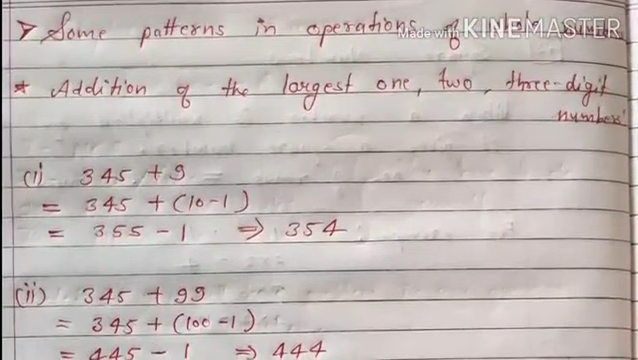 ➤ Some patterns in operations of
Made with KINEMASTER
* Addition of the largest one, two, three-digit
numbers
(i) 345 + 9
= 345 + (10-1)
= 355 - 1 ⇒ 354
(ii) 345 + 99
= 345 + (100-1)
= 445 - 1 ⇒ 444